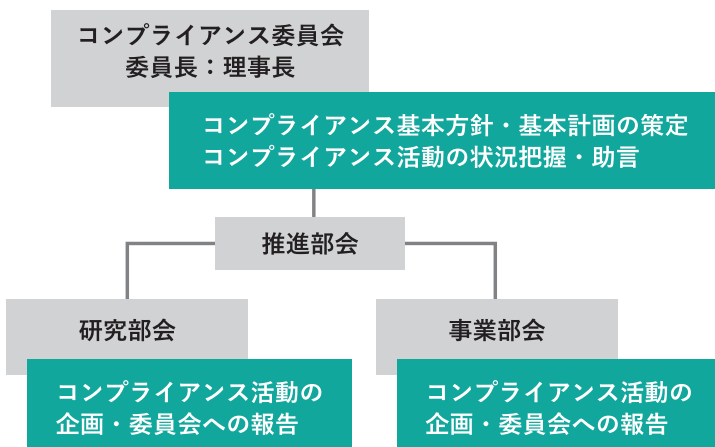 コンプライアンス委員会
委員長：理事長
コンプライアンス基本方針・基本計画の策定
コンプライアンス活動の状況把握・助言
推進部会
研究部会
コンプライアンス活動の
企画・委員会への報告
事業部会
コンプライアンス活動の
企画・委員会への報告